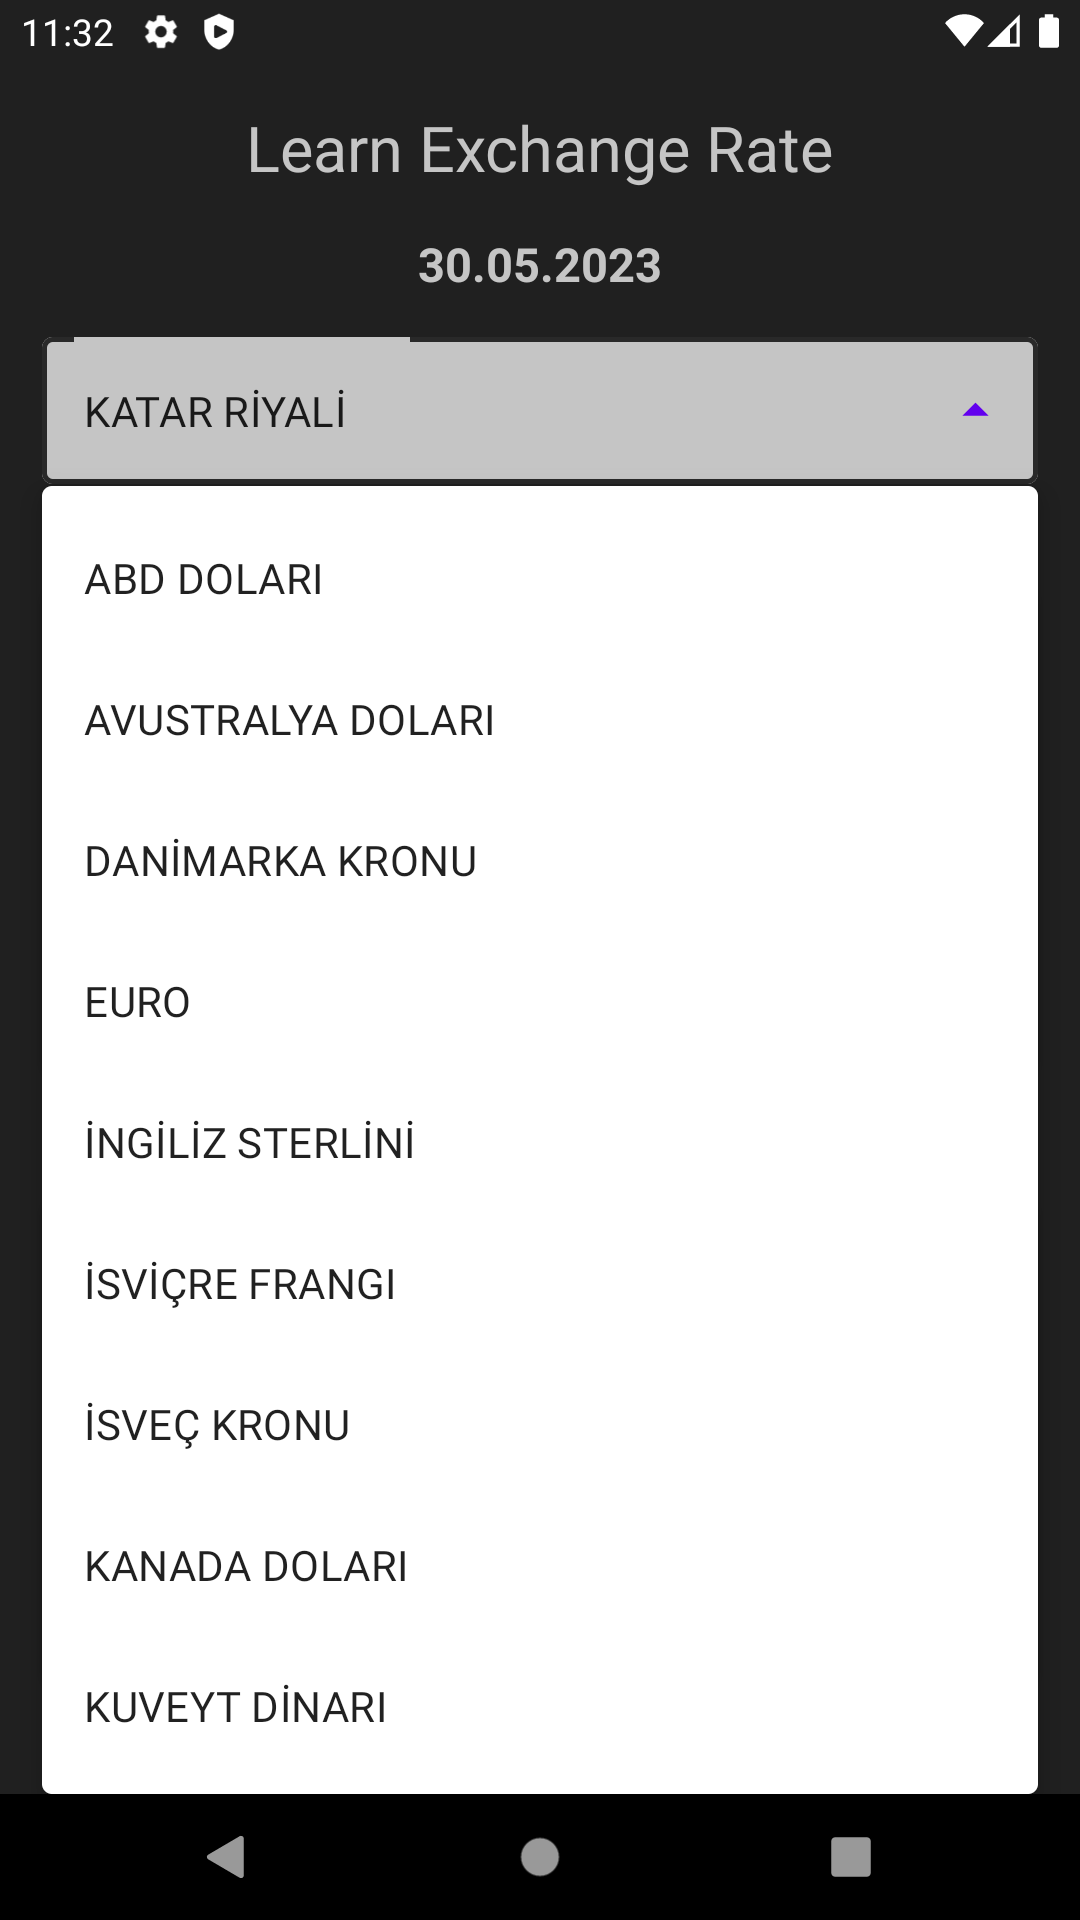 11:32
Learn Exchange Rate
30.05.2023
KATAR RİYALİ
ABD DOLARI
AVUSTRALYA DOLARI
DANİMARKA KRONU
EURO
İNGİLİZ STERLİNİ
İSVİÇRE FRANGI
İSVEÇ KRONU
KANADA DOLARI
KUVEYT DİNARI